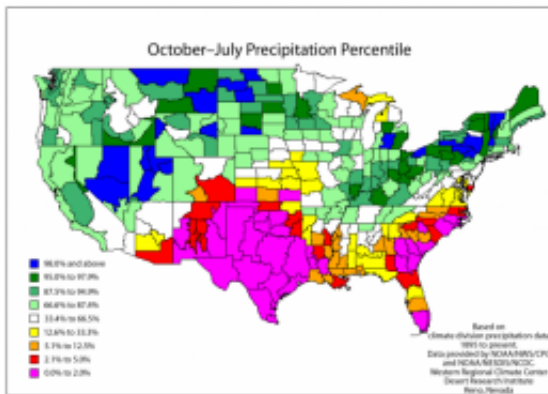 October–July Precipitation Percentile
98.0% and above
95.0% to 97.9%
87.5% to 94.9%
66.6% to 87.4%
33.4% to 66.5%
12.6% to 33.3%
5.1% to 12.5%
2.1% to 5.0%
0.0% to 2.0%
Based on
climate division precipitation data
1895 to present.
Data provided by NOAA/NWS/CPC
and NOAA/NESDIS/NCDC.
Western Regional Climate Center
Desert Research Institute
Reno, Nevada